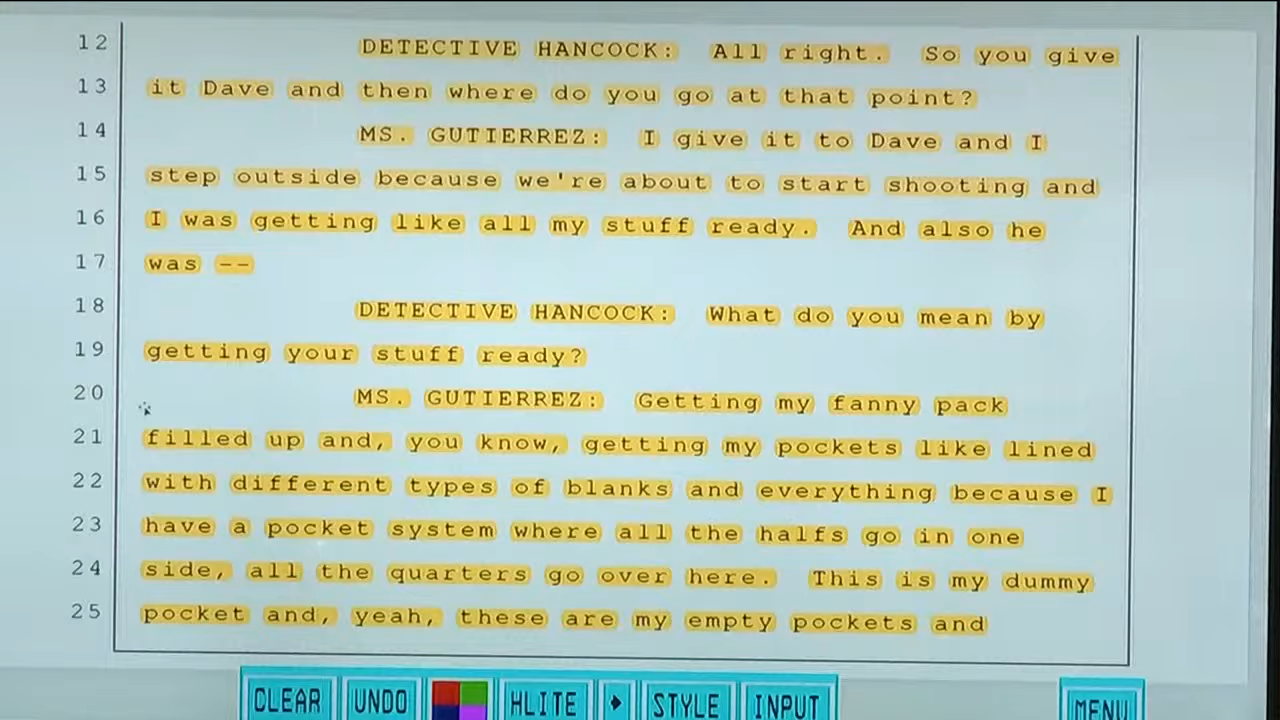 12 DETECTIVE HANCOCK: All right. So you give
13 it Dave and then where do you go at that point?
14 MS. GUTIERREZ: I give it to Dave and I
15 step outside because we're about to start shooting and
16 I was getting like all my stuff ready. And also he
17 was --
18 DETECTIVE HANCOCK: What do you mean by
19 getting your stuff ready?
20 MS. GUTIERREZ: Getting my fanny pack
21 filled up and, you know, getting my pockets like lined
22 with different types of blanks and everything because I
23 have a pocket system where all the halfs go in one
24 side, all the quarters go over here. This is my dummy
25 pocket and, yeah, these are my empty pockets and
CLEAR UNDO HLITE STYLE INPUT MENU